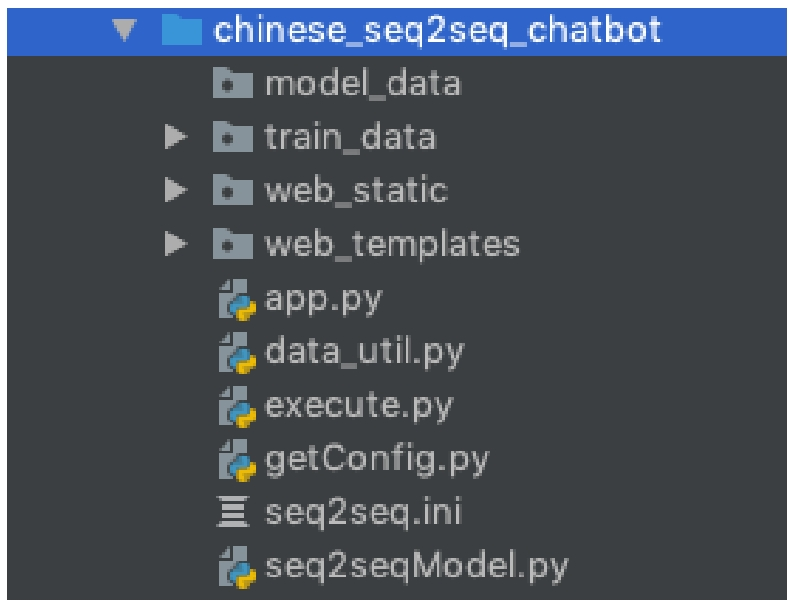 chinese_seq2seq_chatbot
model_data
train_data
web_static
web_templates
app.py
data_util.py
execute.py
getConfig.py
seq2seq.ini
seq2seqModel.py